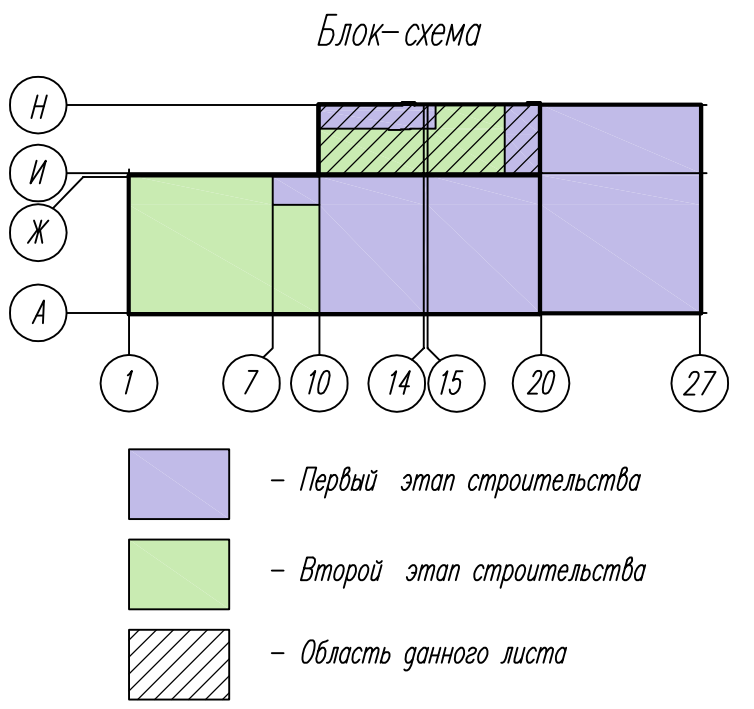 Блок-схема
Н
И
Ж
А
1 7 10 14 15 20 27
- Первый этап строительства
- Второй этап строительства
- Область данного листа